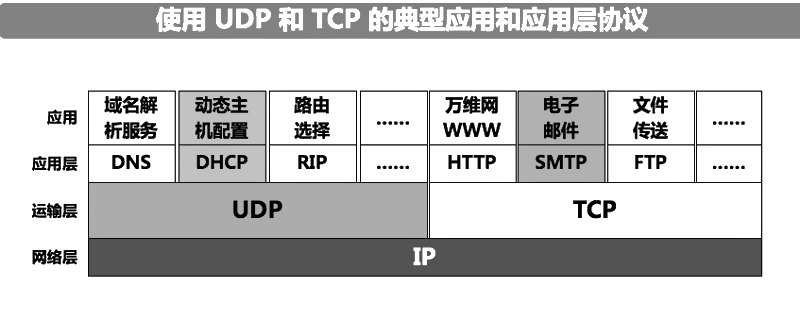 使用 UDP 和 TCP 的典型应用和应用层协议
应用 域名解析服务 动态主机配置 路由选择 …… 万维网WWW 电子邮件 文件传送 ……
应用层 DNS DHCP RIP …… HTTP SMTP FTP ……
运输层 UDP TCP
网络层 IP